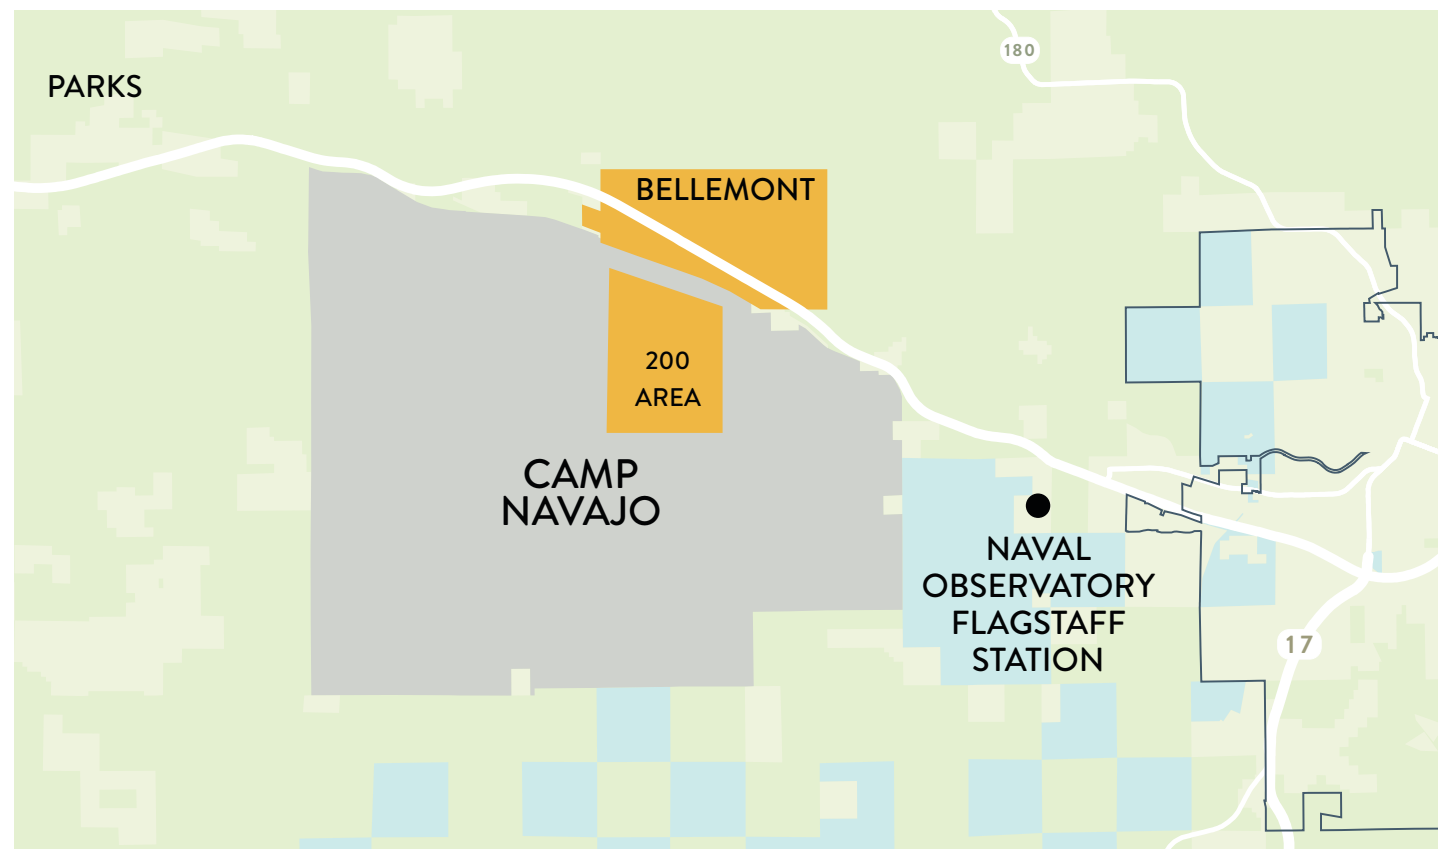 180
PARKS
BELLEMONT
200
AREA
CAMP
NAVAJO
NAVAL
OBSERVATORY
FLAGSTAFF
STATION
17